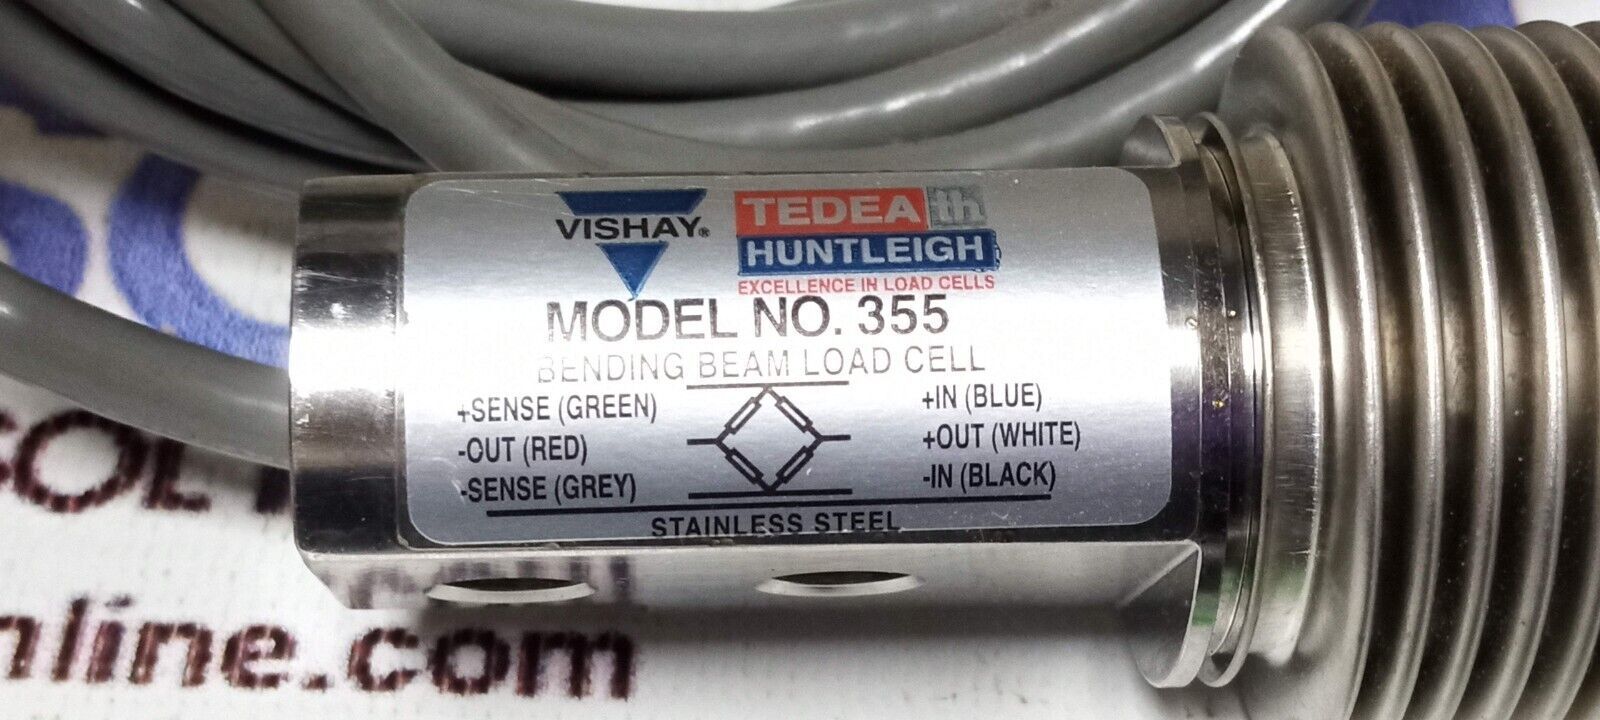 VISHAY®
TEDEA th
HUNTLEIGH
EXCELLENCE IN LOAD CELLS
MODEL NO. 355
BENDING BEAM LOAD CELL
+SENSE (GREEN)
-OUT (RED)
-SENSE (GREY)
+IN (BLUE)
+OUT (WHITE)
-IN (BLACK)
STAINLESS STEEL
nline.com